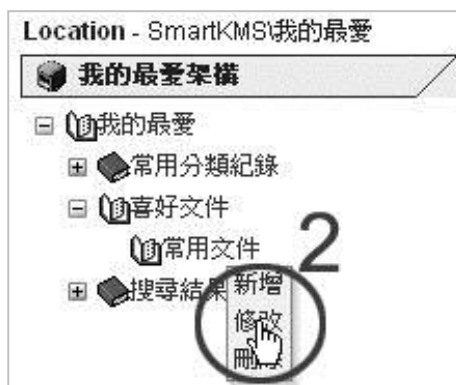 Location - SmartKMS\我的最愛
我的最愛架構
我的最愛
常用分類紀錄
喜好文件
常用文件
2
搜尋結果
新增
修改
刪除